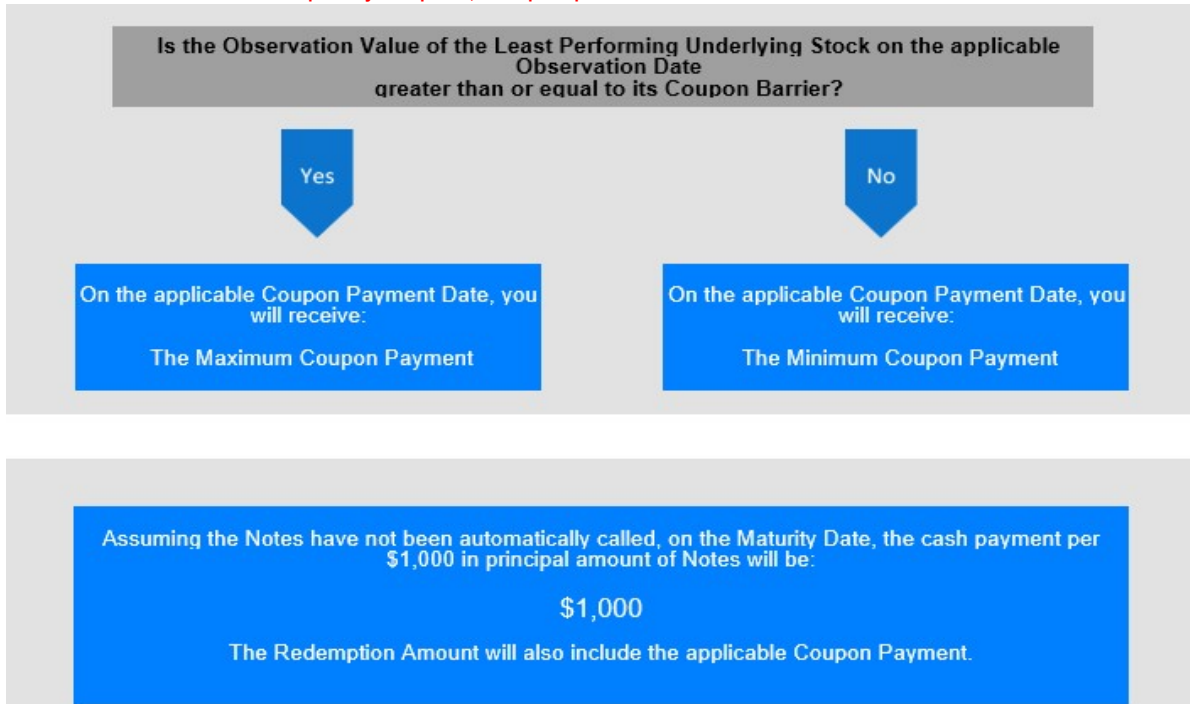 Is the Observation Value of the Least Performing Underlying Stock on the applicable
Observation Date
greater than or equal to its Coupon Barrier?
Yes
No
On the applicable Coupon Payment Date, you
will receive:
The Maximum Coupon Payment
On the applicable Coupon Payment Date, you
will receive:
The Minimum Coupon Payment
Assuming the Notes have not been automatically called, on the Maturity Date, the cash payment per
$1,000 in principal amount of Notes will be:
$1,000
The Redemption Amount will also include the applicable Coupon Payment.